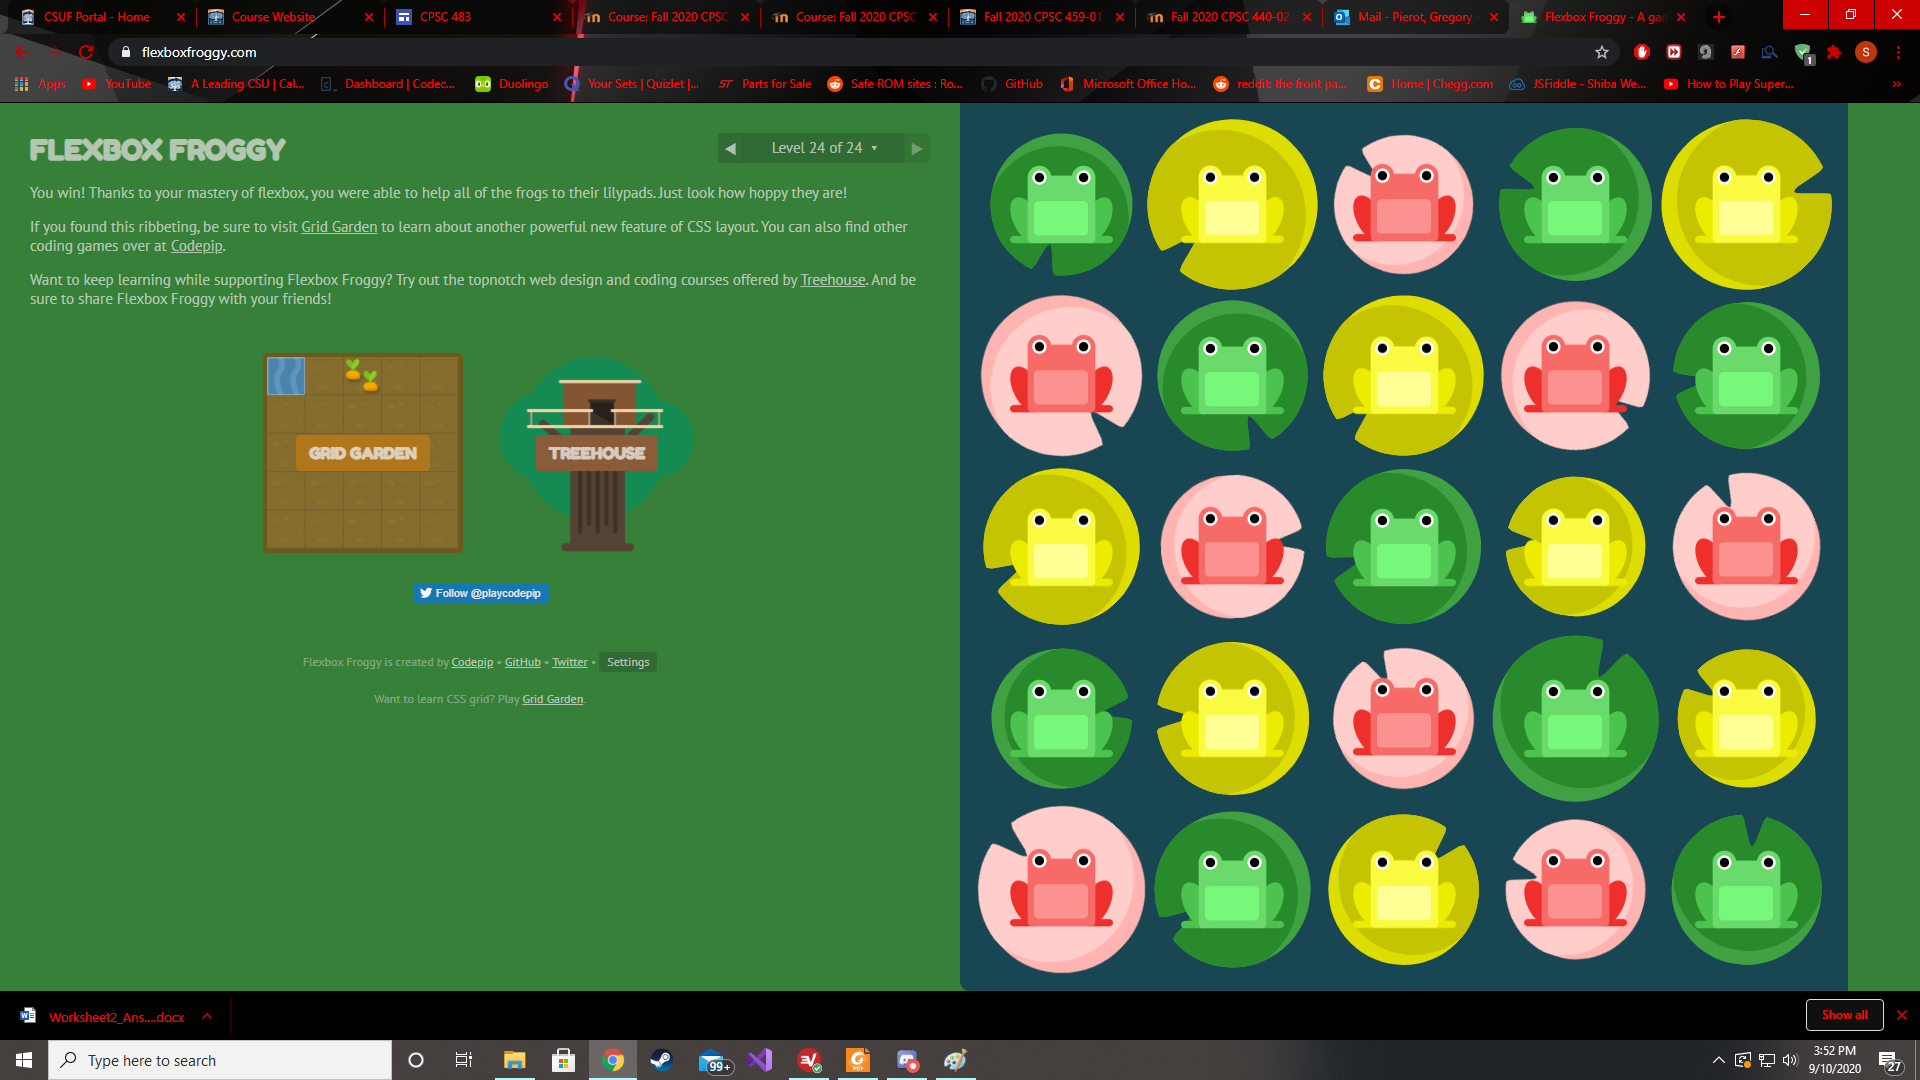 CSUF Portal - Home
Course Website
CPSC 483
Course: Fall 2020 CPSC
Course: Fall 2020 CPSC
Fall 2020 CPSC 459-01
Fall 2020 CPSC 440-02
Mail - Pierot, Gregory
Flexbox Froggy - A gam
flexboxfroggy.com
S
1
Apps
YouTube
A Leading CSU | Cal...
Dashboard | Codec...
Duolingo
Your Sets | Quizlet |...
Parts for Sale
Safe ROM sites : Ro...
GitHub
Microsoft Office Ho...
reddit: the front pa...
Home | Chegg.com
JSFiddle - Shiba We...
How to Play Super...
FLEXBOX FROGGY
Level 24 of 24
You win! Thanks to your mastery of flexbox, you were able to help all of the frogs to their lilypads. Just look how hoppy they are!
If you found this ribbeting, be sure to visit Grid Garden to learn about another powerful new feature of CSS layout. You can also find other
coding games over at Codepip.
Want to keep learning while supporting Flexbox Froggy? Try out the topnotch web design and coding courses offered by Treehouse. And be
sure to share Flexbox Froggy with your friends!
GRID GARDEN
TREEHOUSE
Follow @playcodepip
Flexbox Froggy is created by Codepip • GitHub • Twitter • Settings
Want to learn CSS grid? Play Grid Garden.
Worksheet2_Ans....docx
Show all
Type here to search
99+
3:52 PM
9/10/2020
27